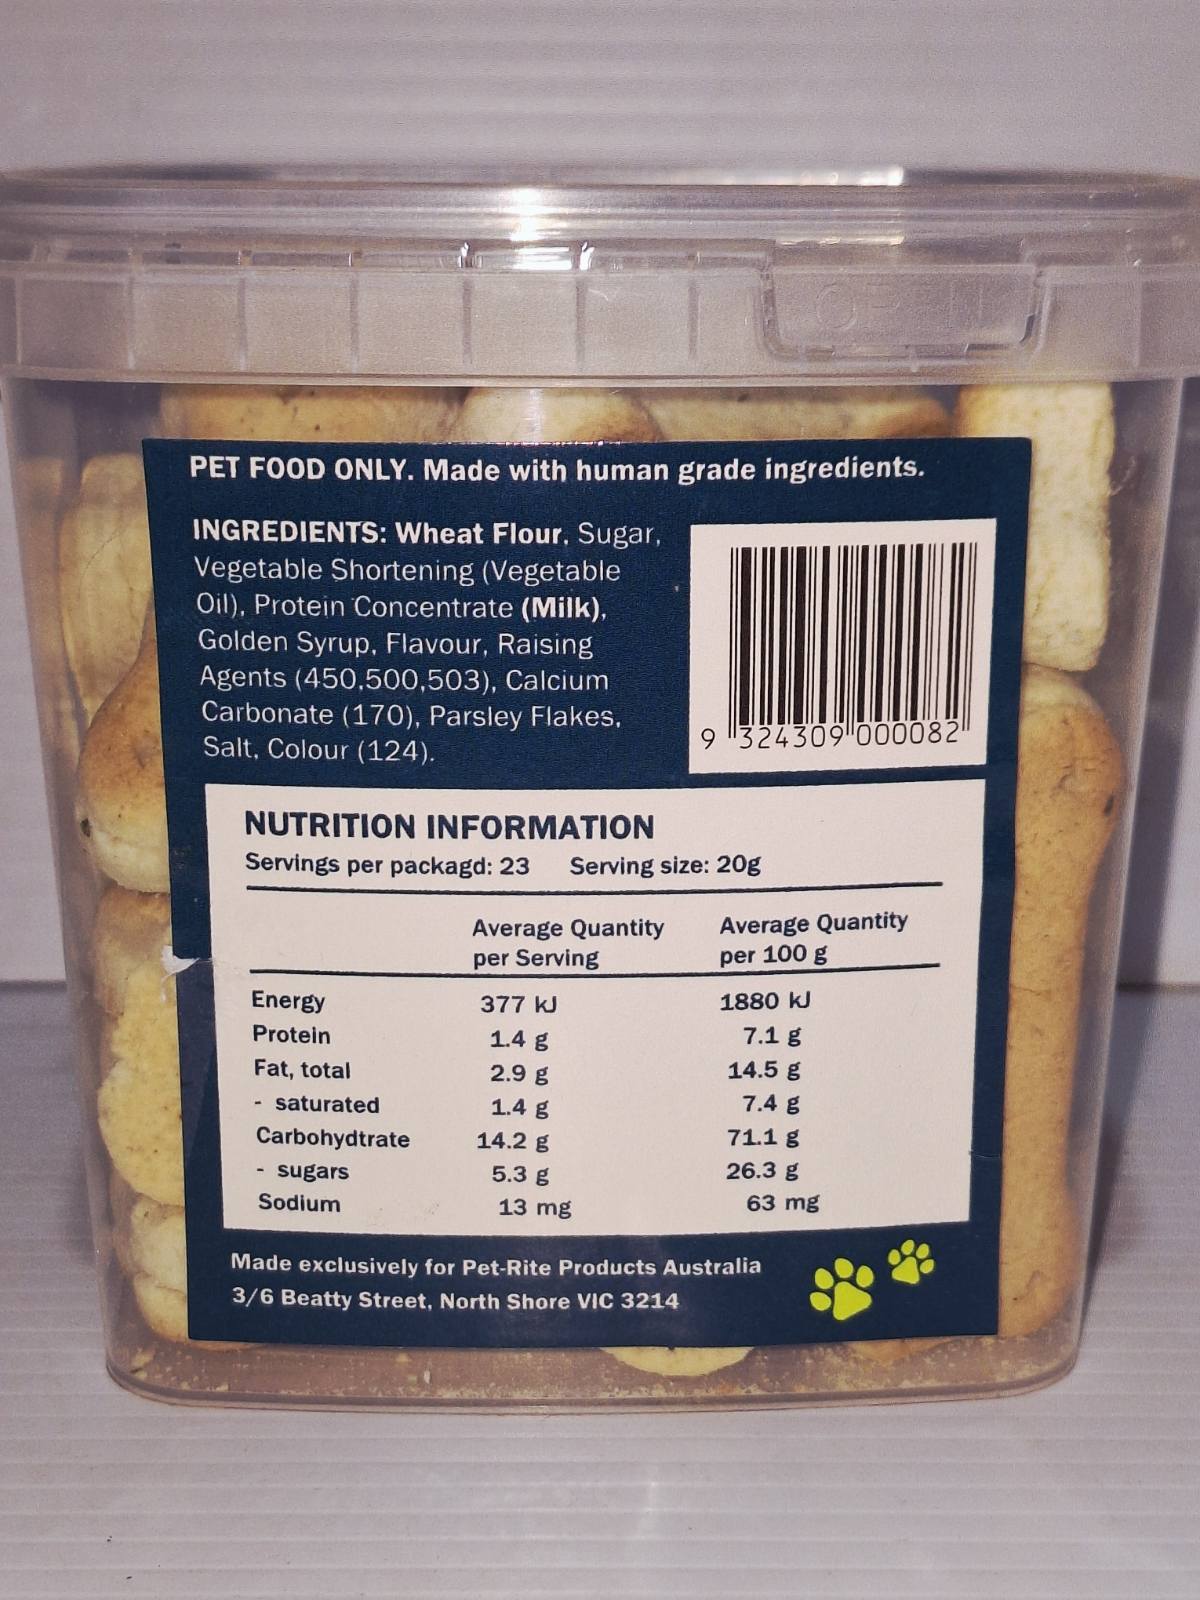 OPEN
PET FOOD ONLY. Made with human grade ingredients.
INGREDIENTS: Wheat Flour, Sugar,
Vegetable Shortening (Vegetable
Oil), Protein Concentrate (Milk),
Golden Syrup, Flavour, Raising
Agents (450,500,503), Calcium
Carbonate (170), Parsley Flakes,
Salt, Colour (124).
9 324309 000082
NUTRITION INFORMATION
Servings per packagd: 23 Serving size: 20g
Average Quantity per Serving Average Quantity per 100 g
Energy 377 kJ 1880 kJ
Protein 1.4 g 7.1 g
Fat, total 2.9 g 14.5 g
- saturated 1.4 g 7.4 g
Carbohydtrate 14.2 g 71.1 g
- sugars 5.3 g 26.3 g
Sodium 13 mg 63 mg
Made exclusively for Pet-Rite Products Australia
3/6 Beatty Street, North Shore VIC 3214